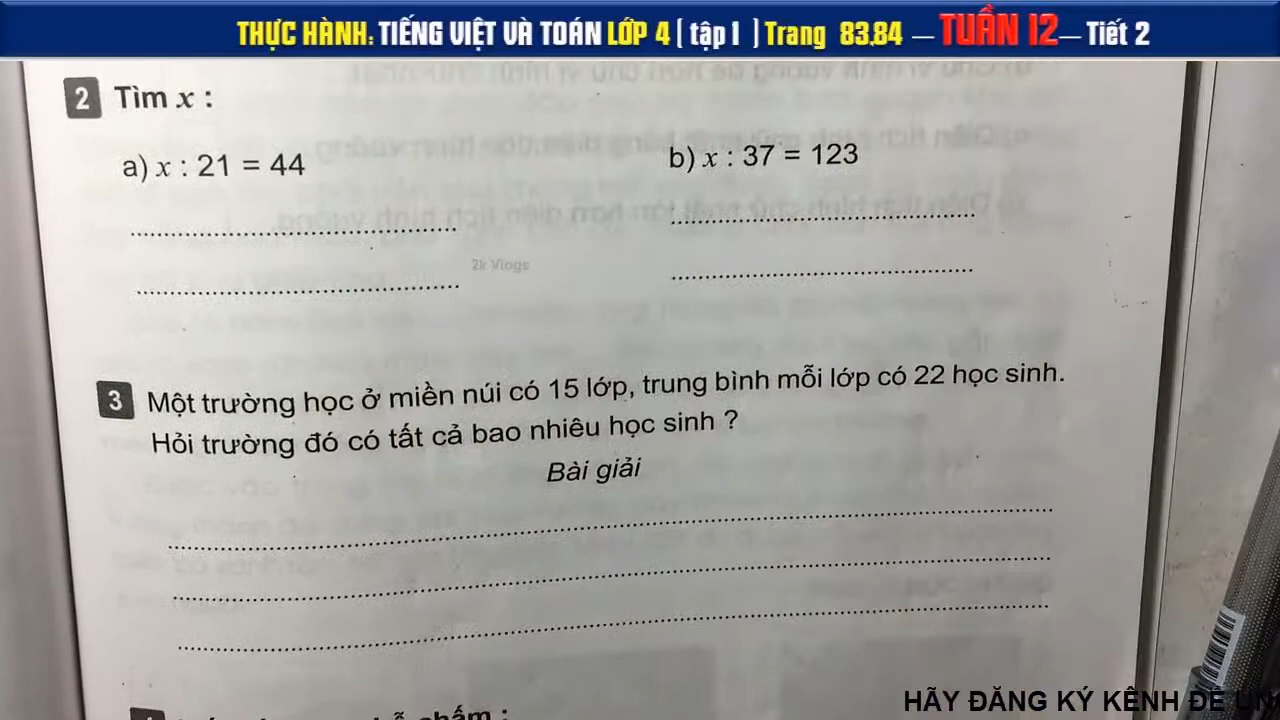 THỰC HÀNH: TIẾNG VIỆT VÀ TOÁN LỚP 4 ( tập 1 ) Trang 83,84 – TUẦN 12 – Tiết 2
2 Tìm x :
a) x : 21 = 44
b) x : 37 = 123
2k Vlogs
3 Một trường học ở miền núi có 15 lớp, trung bình mỗi lớp có 22 học sinh.
Hỏi trường đó có tất cả bao nhiêu học sinh ?
Bài giải
chấm :
HÃY ĐĂNG KÝ KÊNH ĐỂ